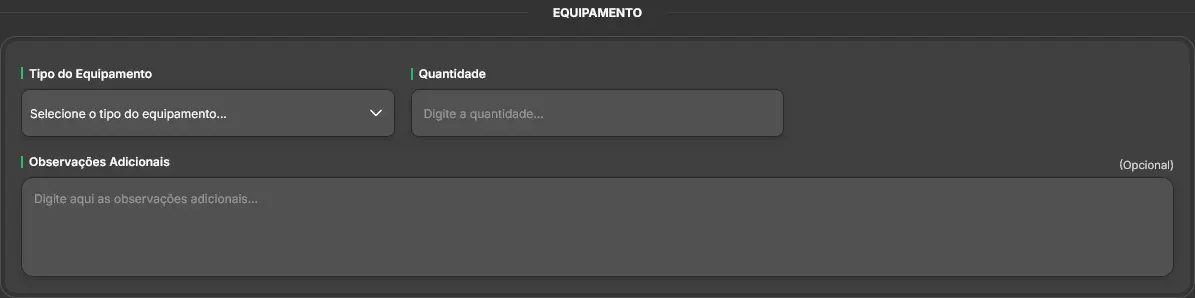 EQUIPAMENTO
Tipo do Equipamento
Quantidade
Selecione o tipo do equipamento...
Digite a quantidade...
Observações Adicionais
(Opcional)
Digite aqui as observações adicionais...